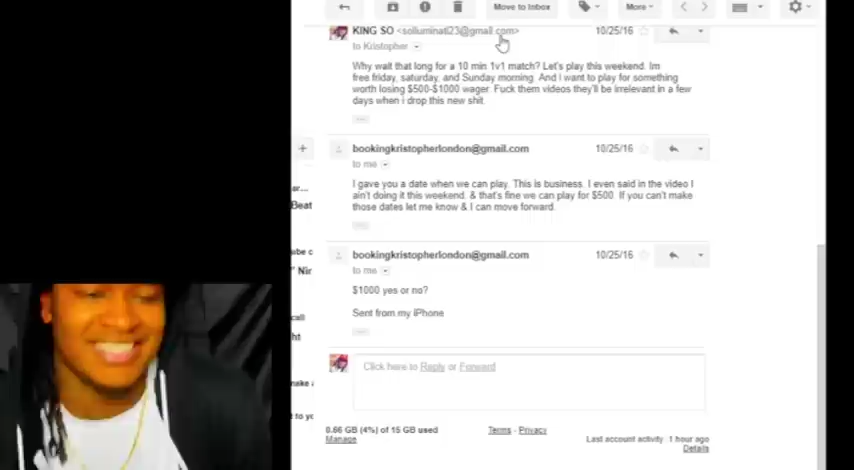 Move to Inbox
More
KING SO <solluminati23@gmail.com>
10/25/16
to Kristopher
Why wait that long for a 10 min 1v1 match? Let's play this weekend. Im
free friday, saturday, and Sunday morning. And I want to play for something
worth losing $500-$1000 wager. Fuck them videos they'll be irrelevant in a few
days when i drop this new shit.
bookingkristopherlondon@gmail.com
10/25/16
to me
I gave you a date when we can play. This is business. I even said in the video I
ain't doing it this weekend. & that's fine we can play for $500. If you can't make
those dates let me know & I can move forward.
Beat
bookingkristopherlondon@gmail.com
10/25/16
to me
$1000 yes or no?
Sent from my iPhone
Click here to Reply or Forward
0.66 GB (4%) of 15 GB used
Manage
Terms - Privacy
Last account activity: 1 hour ago
Details